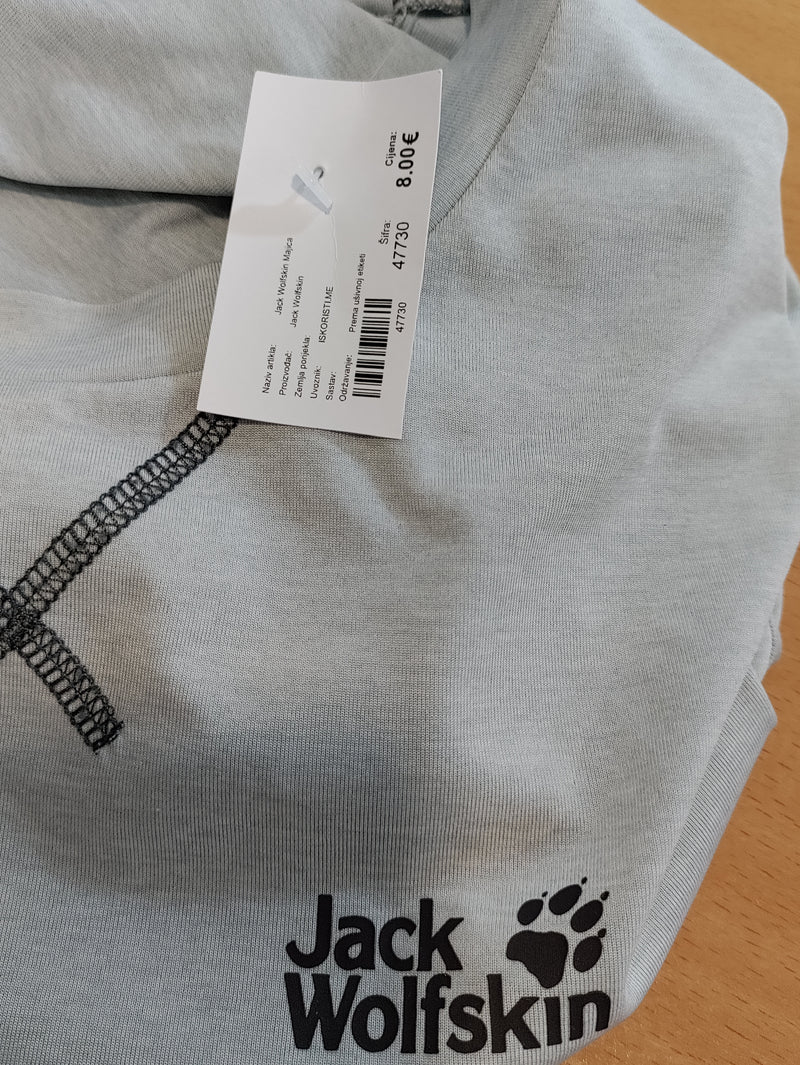 Naziv artikla: Jack Wolfskin Majica
Proizvođač: Jack Wolfskin
Zemlja porijekla:
Uvoznik: ISKORISTI.ME
Sastav:
Održavanje: Prema ušivnoj etiketi
Šifra:
47730
Cijena:
8.00€
47730
Jack
Wolfskin